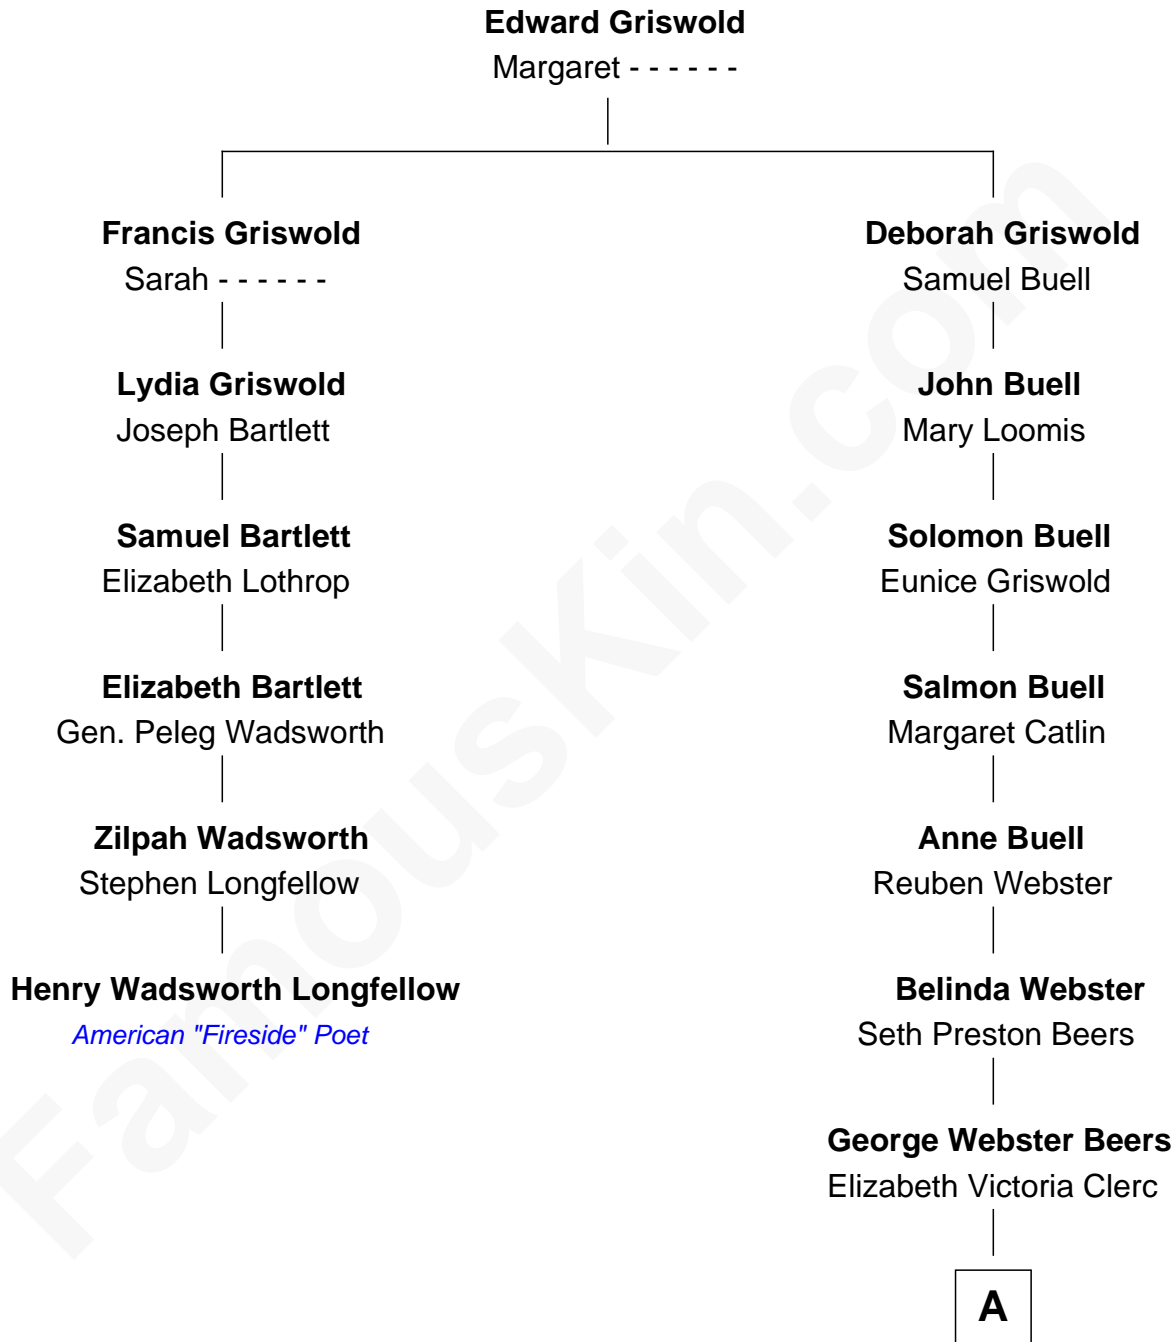 Edward Griswold
Margaret - - - - - -
Francis Griswold
Sarah - - - - - -
Deborah Griswold
Samuel Buell
Lydia Griswold
Joseph Bartlett
John Buell
Mary Loomis
Samuel Bartlett
Elizabeth Lothrop
Solomon Buell
Eunice Griswold
Elizabeth Bartlett
Gen. Peleg Wadsworth
Salmon Buell
Margaret Catlin
Zilpah Wadsworth
Stephen Longfellow
Anne Buell
Reuben Webster
Henry Wadsworth Longfellow
American "Fireside" Poet
Belinda Webster
Seth Preston Beers
George Webster Beers
Elizabeth Victoria Clerc
A
FamousKin.com